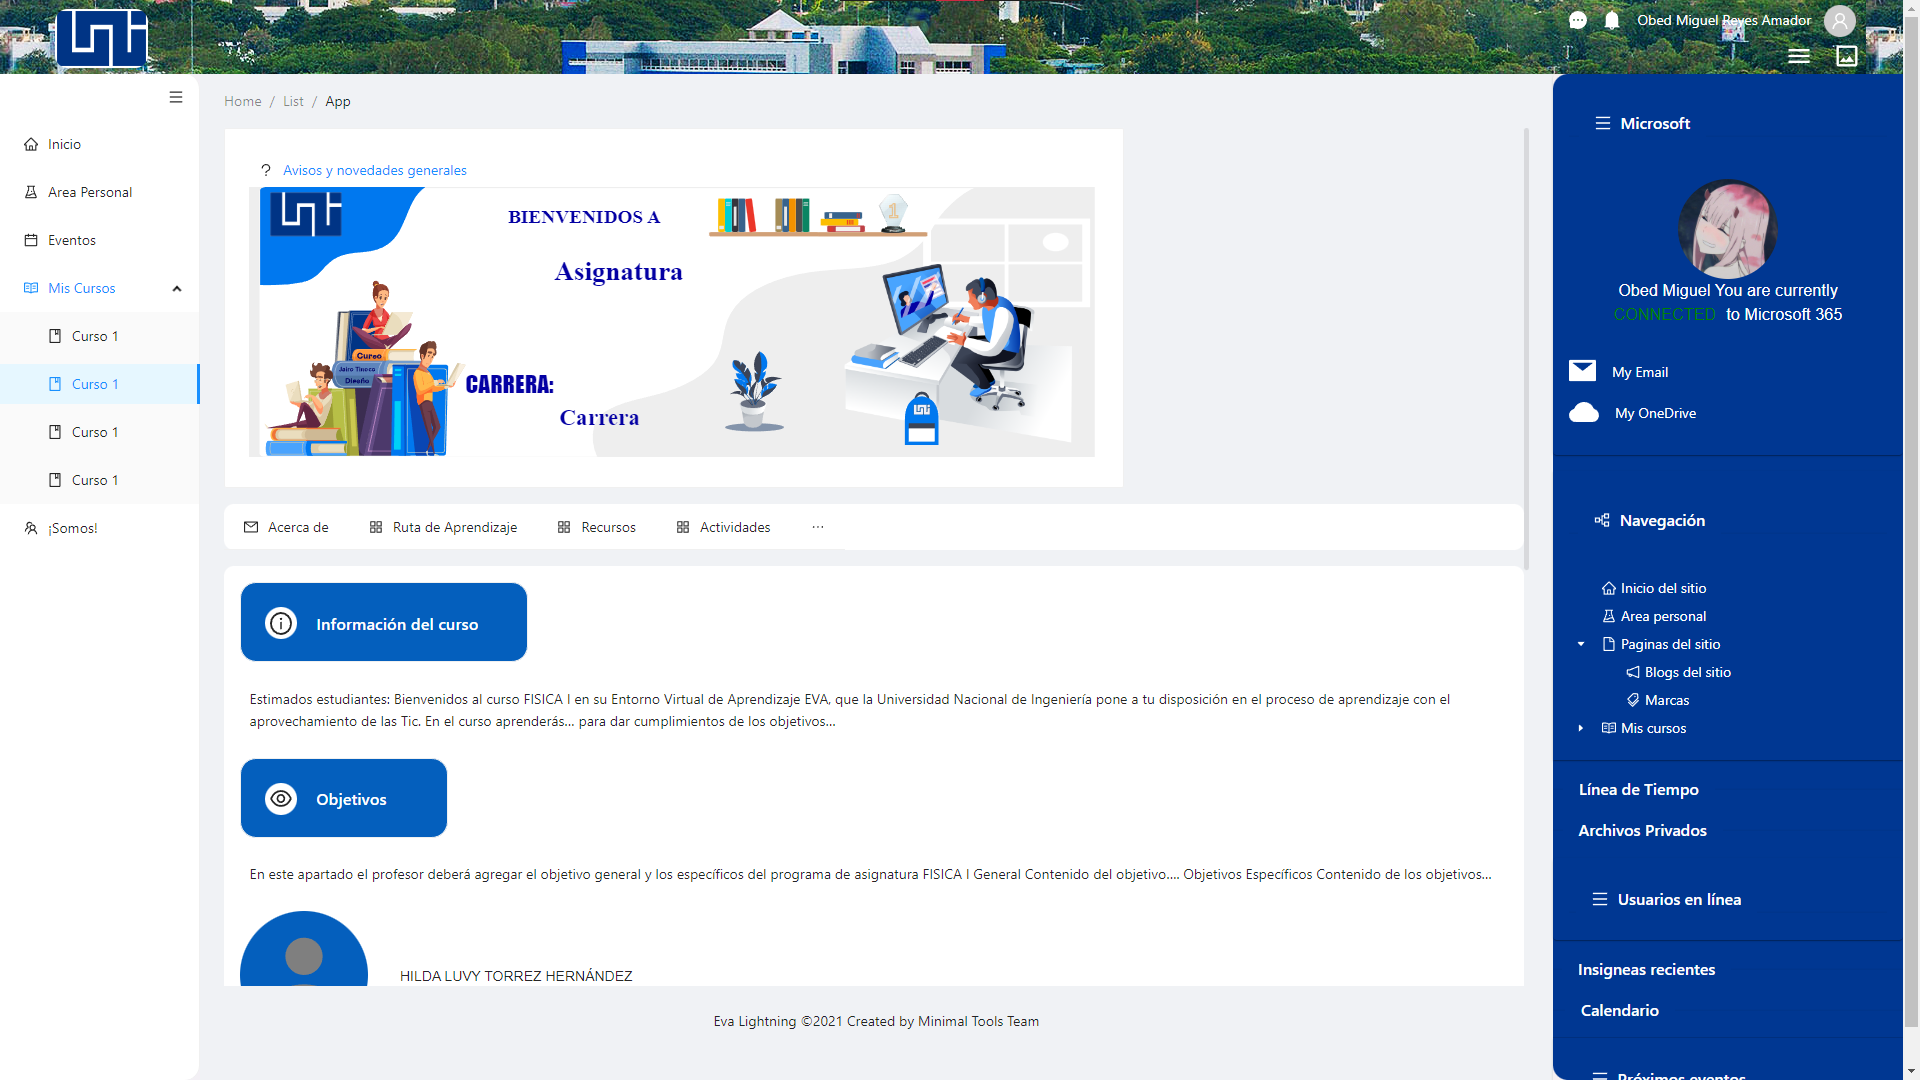 Obed Miguel Reyes Amador
Inicio
Area Personal
Eventos
Mis Cursos
Curso 1
Curso 1
Curso 1
Curso 1
¡Somos!
Home / List / App
? Avisos y novedades generales
BIENVENIDOS A
Asignatura
Curso
Jairo Tinoco
Diseño
CARRERA:
Carrera
Acerca de
Ruta de Aprendizaje
Recursos
Actividades
···
Información del curso
Estimados estudiantes: Bienvenidos al curso FISICA I en su Entorno Virtual de Aprendizaje EVA, que la Universidad Nacional de Ingeniería pone a tu disposición en el proceso de aprendizaje con el
aprovechamiento de las Tic. En el curso aprenderás... para dar cumplimientos de los objetivos...
Objetivos
En este apartado el profesor deberá agregar el objetivo general y los específicos del programa de asignatura FISICA I General Contenido del objetivo.... Objetivos Específicos Contenido de los objetivos...
HILDA LUVY TORREZ HERNÁNDEZ
Eva Lightning ©2021 Created by Minimal Tools Team
Microsoft
Obed Miguel You are currently
CONNECTED to Microsoft 365
My Email
My OneDrive
Navegación
Inicio del sitio
Area personal
Paginas del sitio
Blogs del sitio
Marcas
Mis cursos
Línea de Tiempo
Archivos Privados
Usuarios en línea
Insigneas recientes
Calendario
Próximos eventos